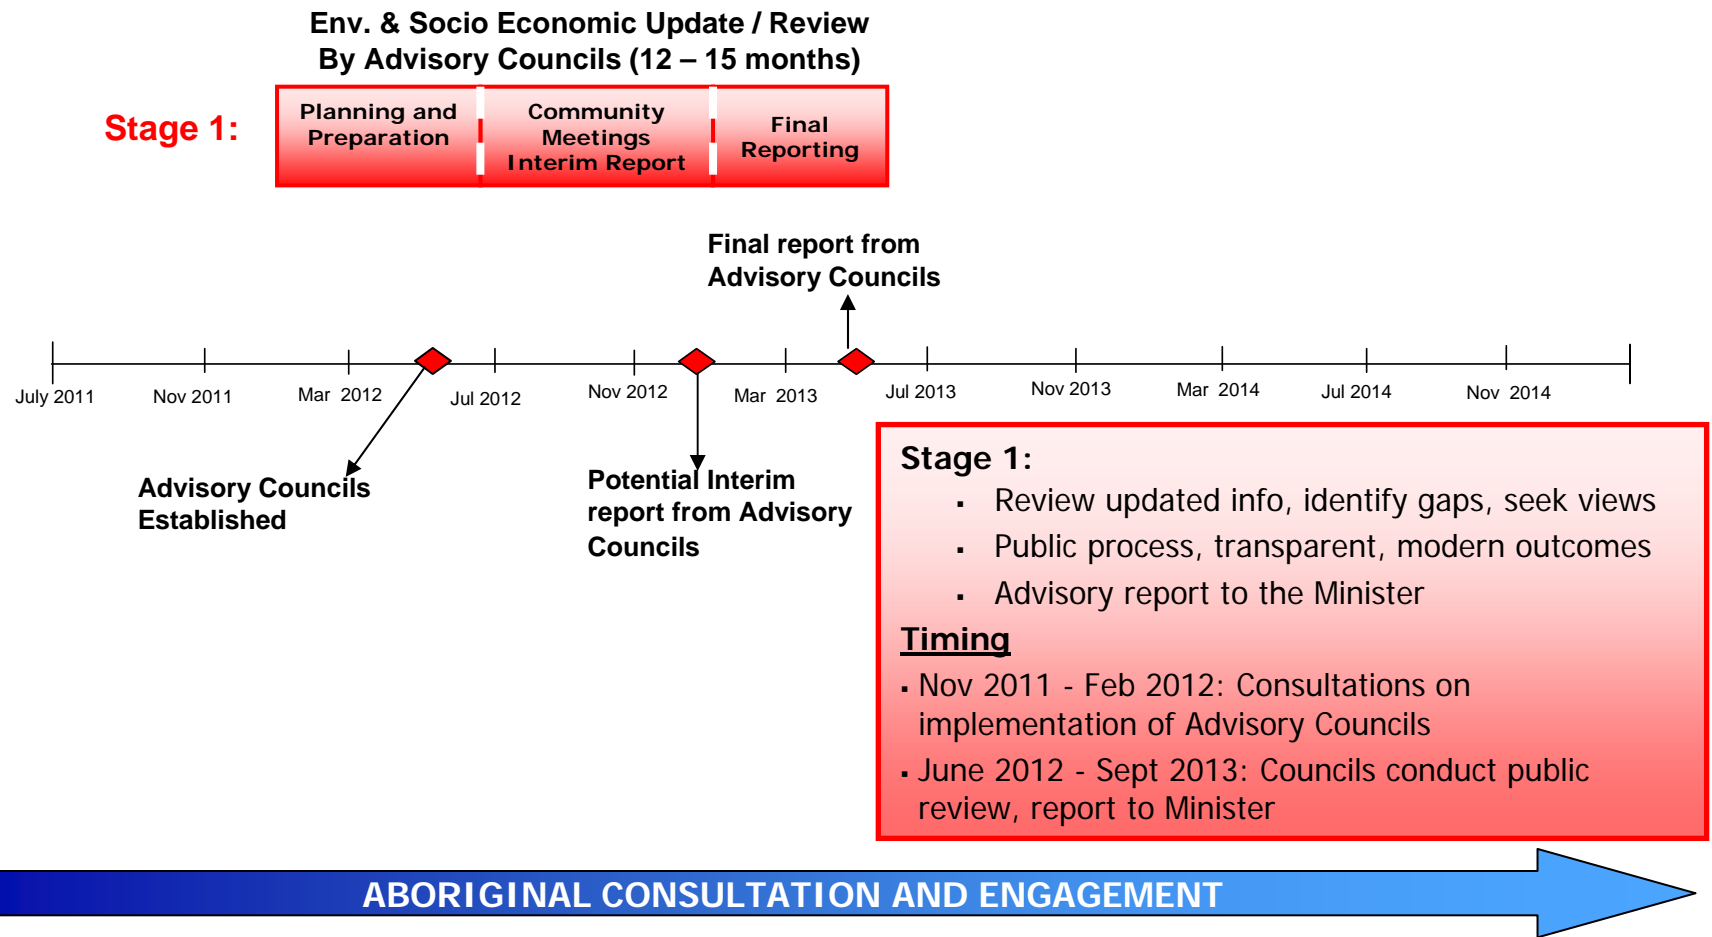 Env. & Socio Economic Update / Review
By Advisory Councils (12 – 15 months)
Stage 1:
Planning and
Preparation
Community
Meetings
Interim Report
Final
Reporting
Final report from
Advisory Councils
July 2011
Nov 2011
Mar 2012
Jul 2012
Nov 2012
Mar 2013
Jul 2013
Nov 2013
Mar 2014
Jul 2014
Nov 2014
Advisory Councils
Established
Potential Interim
report from Advisory
Councils
Stage 1:
▪ Review updated info, identify gaps, seek views
▪ Public process, transparent, modern outcomes
▪ Advisory report to the Minister
Timing
▪ Nov 2011 - Feb 2012: Consultations on
implementation of Advisory Councils
▪ June 2012 - Sept 2013: Councils conduct public
review, report to Minister
ABORIGINAL CONSULTATION AND ENGAGEMENT